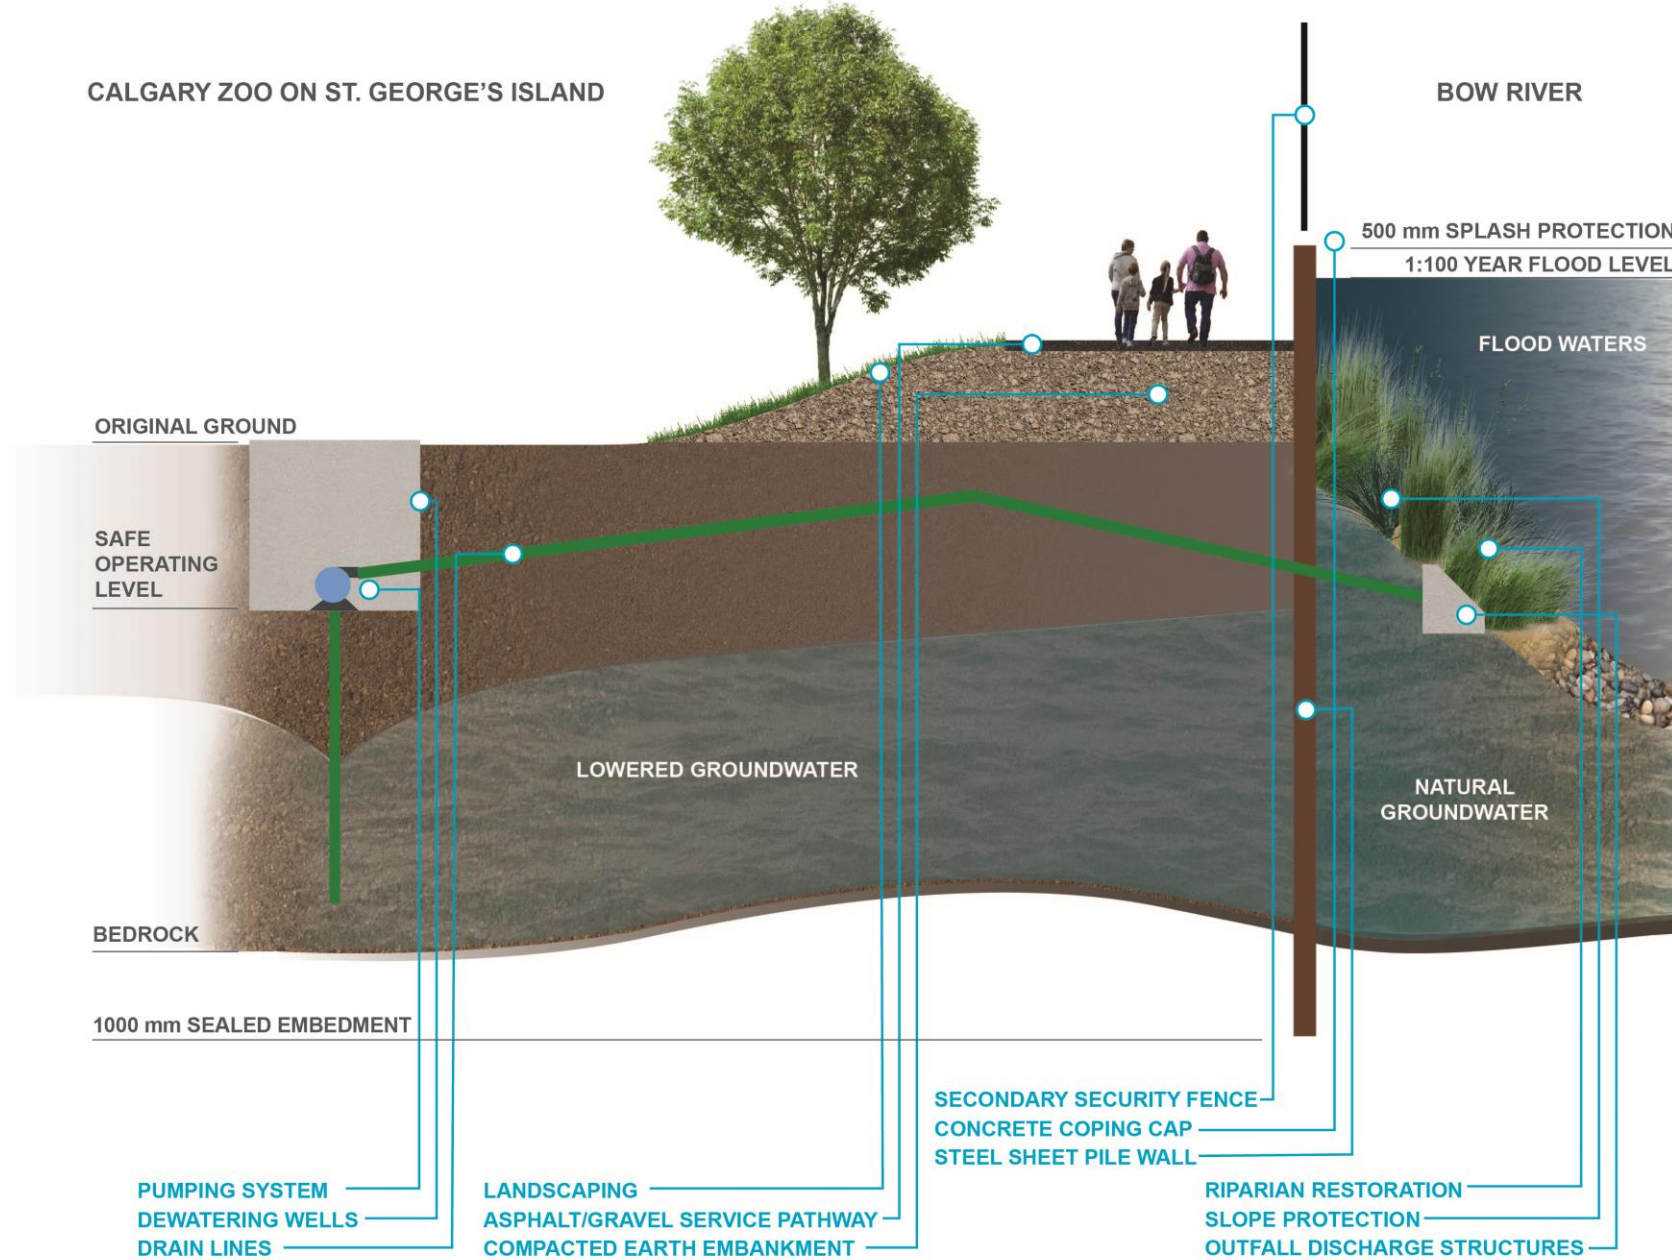 CALGARY ZOO ON ST. GEORGE'S ISLAND
BOW RIVER
500 mm SPLASH PROTECTION
1:100 YEAR FLOOD LEVEL
FLOOD WATERS
ORIGINAL GROUND
SAFE
OPERATING
LEVEL
LOWERED GROUNDWATER
NATURAL
GROUNDWATER
BEDROCK
1000 mm SEALED EMBEDMENT
SECONDARY SECURITY FENCE
CONCRETE COPING CAP
STEEL SHEET PILE WALL
PUMPING SYSTEM
DEWATERING WELLS
DRAIN LINES
LANDSCAPING
ASPHALT/GRAVEL SERVICE PATHWAY
COMPACTED EARTH EMBANKMENT
RIPARIAN RESTORATION
SLOPE PROTECTION
OUTFALL DISCHARGE STRUCTURES